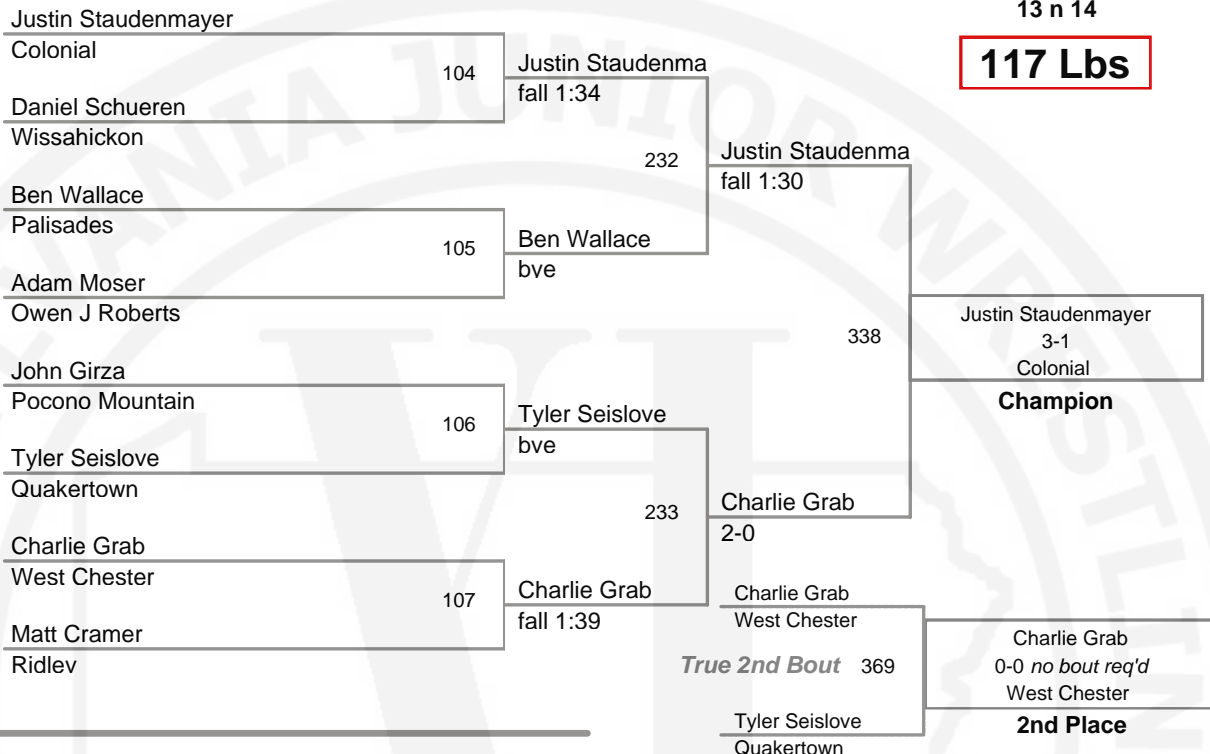 Justin Staudenmayer
Colonial
104
Daniel Schueren
Wissahickon
Justin Staudenma
fall 1:34
Ben Wallace
Palisades
105
Adam Moser
Owen J Roberts
Ben Wallace
bye
232
Justin Staudenma
fall 1:30
John Girza
Pocono Mountain
106
Tyler Seislove
Quakertown
Tyler Seislove
bye
Charlie Grab
West Chester
107
Matt Cramer
Ridley
Charlie Grab
fall 1:39
233
Charlie Grab
2-0
338
Justin Staudenmayer
3-1
Colonial
Champion
13 n 14
117 Lbs
Charlie Grab
West Chester
True 2nd Bout 369
Tyler Seislove
Quakertown
Charlie Grab
0-0 no bout req'd
West Chester
2nd Place
ANIA JUNIOR WRESTLIN
VI